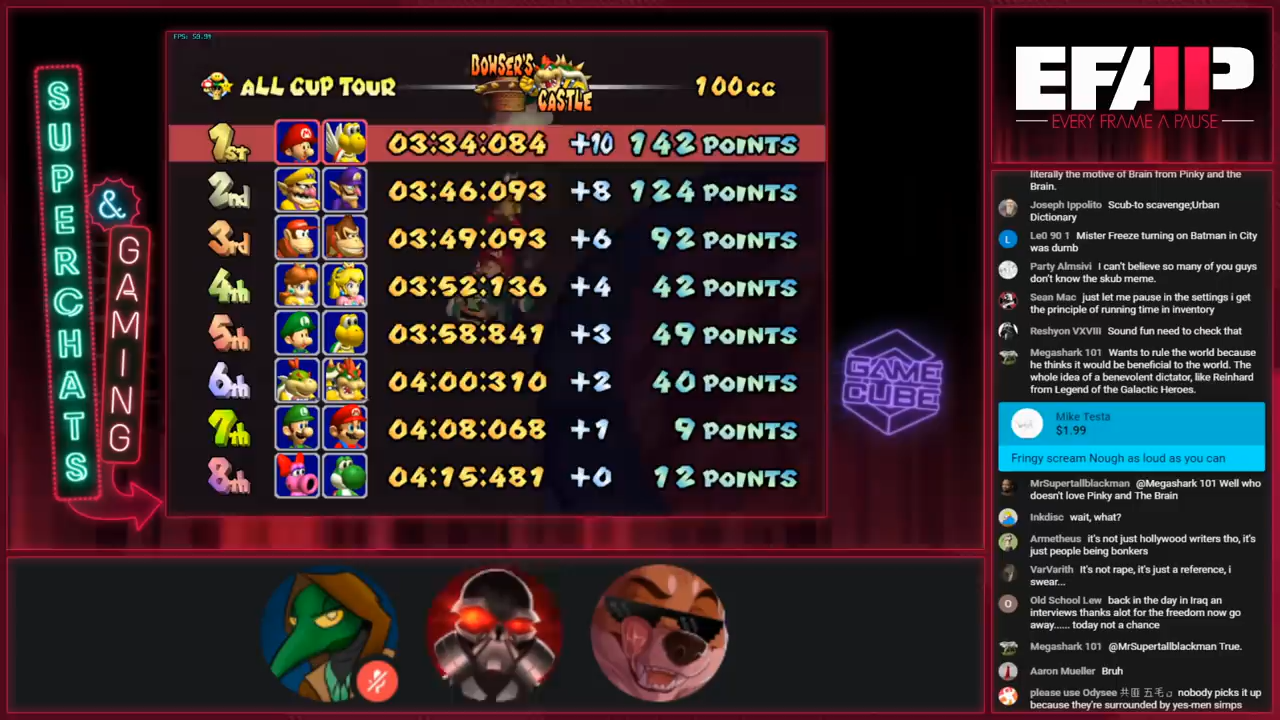 FPS: 59.99
SUPERCHATS
&
GAMING
ALL CUP TOUR
BOWSER'S
CASTLE
100cc
1st 03:34:084 +10 142 POINTS
2nd 03:46:093 +8 124 POINTS
3rd 03:49:093 +6 92 POINTS
4th 03:52:136 +4 42 POINTS
5th 03:58:841 +3 49 POINTS
6th 04:00:310 +2 40 POINTS
7th 04:08:068 +1 9 POINTS
8th 04:15:481 +0 12 POINTS
GAME
CUBE
EFAP
EVERY FRAME A PAUSE
literally the motive of Brain from Pinky and the
Brain.
Joseph Ippolito Scub-to scavenge;Urban
Dictionary
L
Le0 90 1 Mister Freeze turning on Batman in City
was dumb
Party Almsivi I can't believe so many of you guys
don't know the skub meme.
Sean Mac just let me pause in the settings i get
the principle of running time in inventory
Reshyon VXVIII Sound fun need to check that
Megashark 101 Wants to rule the world because
he thinks it would be beneficial to the world. The
whole idea of a benevolent dictator, like Reinhard
from Legend of the Galactic Heroes.
Mike Testa
$1.99
Fringy scream Nough as loud as you can
MrSupertallblackman @Megashark 101 Well who
doesn't love Pinky and The Brain
Inkdisc wait, what?
Armetheus it's not just hollywood writers tho, it's
just people being bonkers
VarVarith It's not rape, it's just a reference, i
swear...
O
Old School Lew back in the day in Iraq an
interviews thanks alot for the freedom now go
away...... today not a chance
Megashark 101 @MrSupertallblackman True.
Aaron Mueller Bruh
please use Odysee 共匪 五毛 nobody picks it up
because they're surrounded by yes-men simps